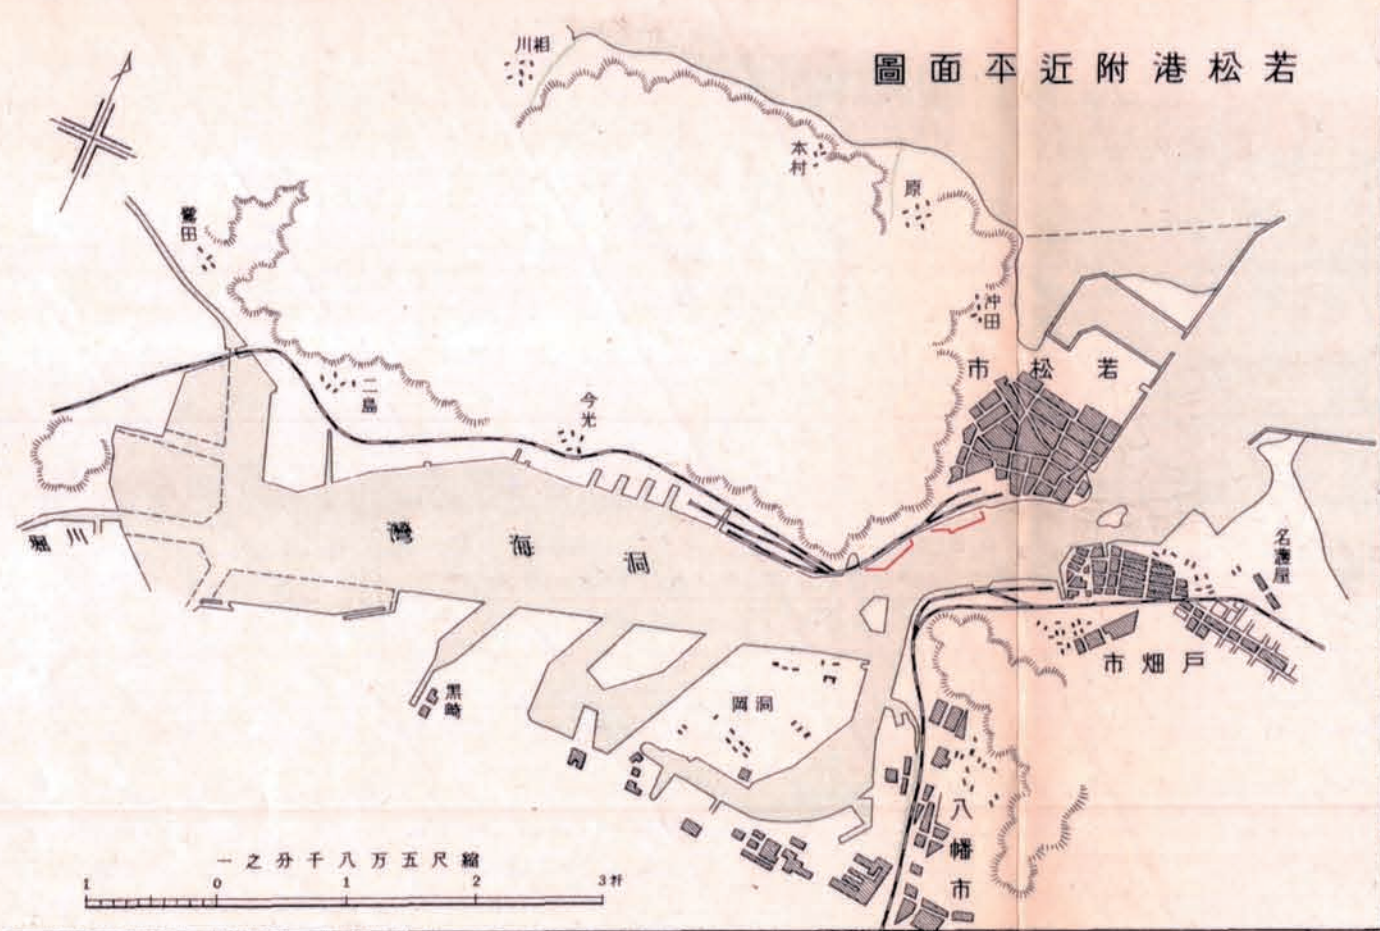 若松港附近平面圖
相川
本村
原
沖田
若松市
二島
今光
洞海灣
堀川
名護屋
戸畑市
黒崎
洞岡
八幡市
縮尺五万八千分之一
1 0 1 2 3粁